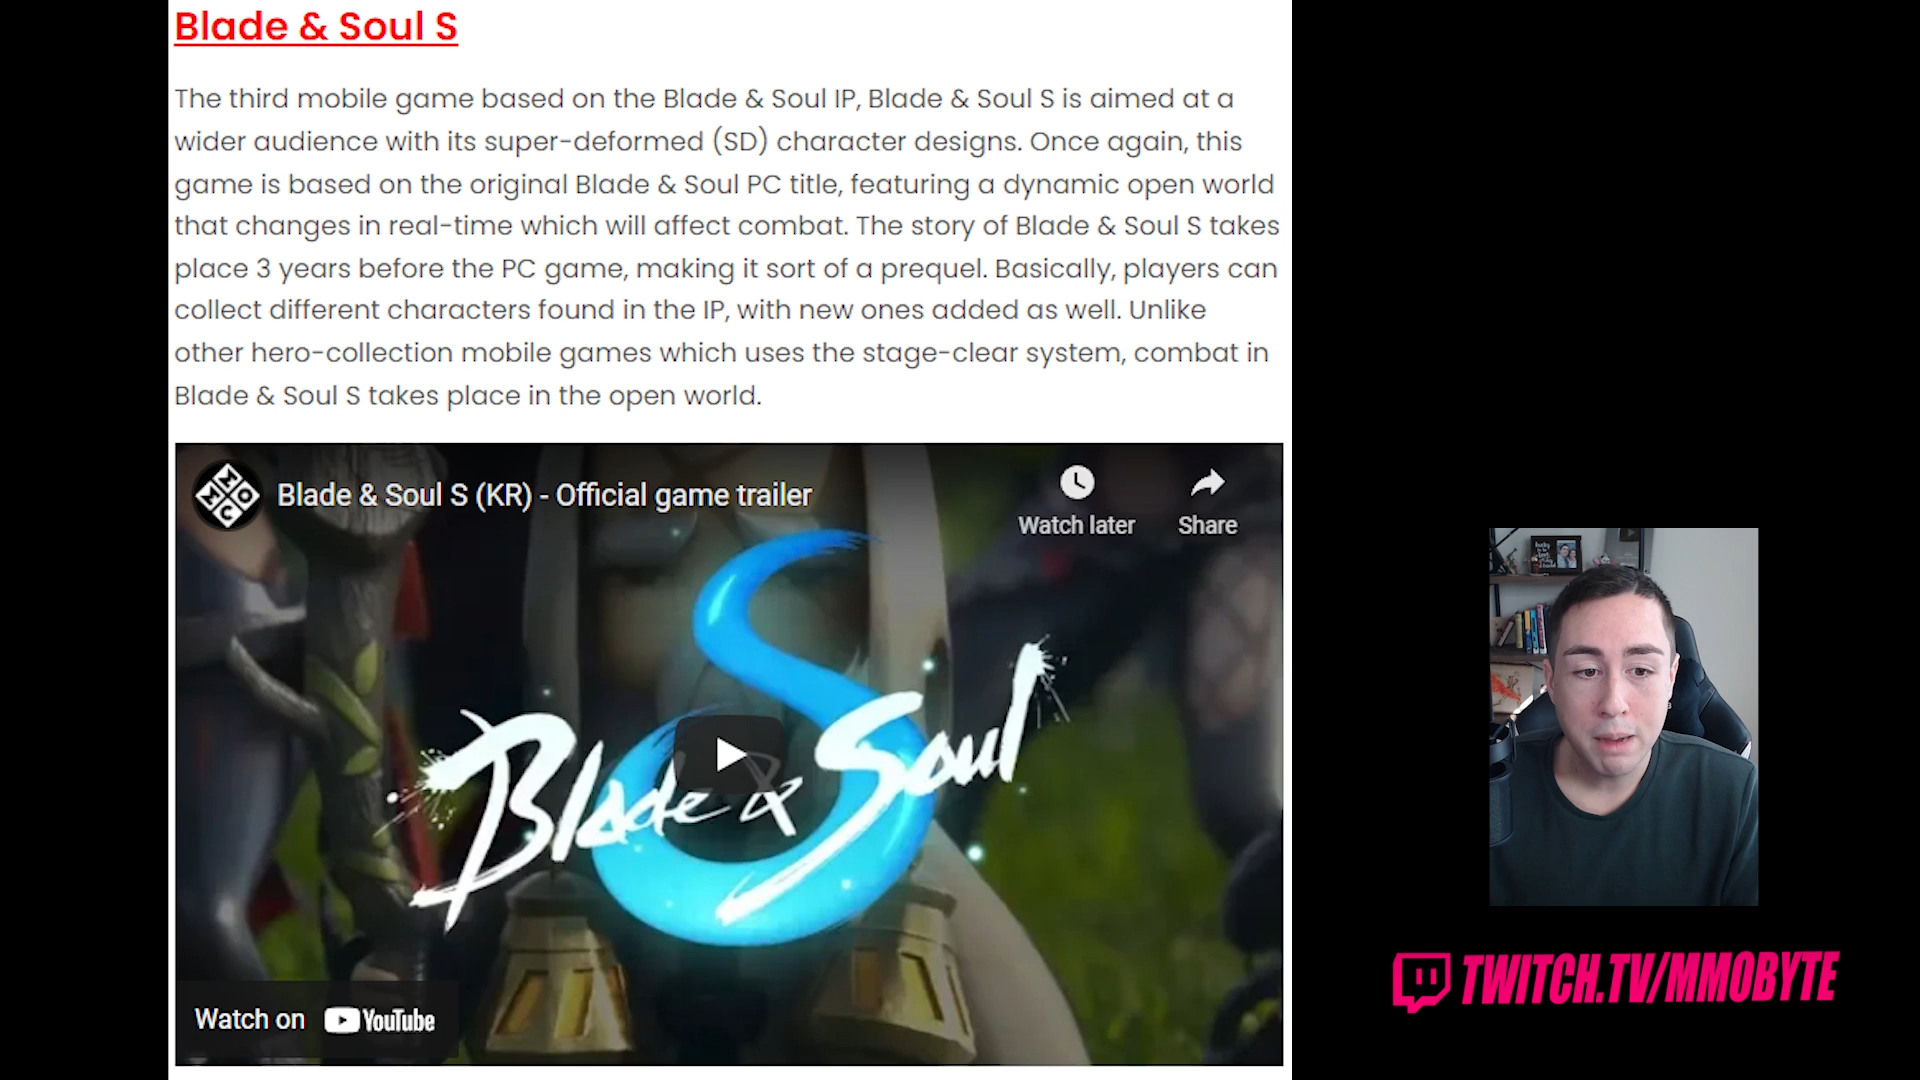 Blade & Soul S
The third mobile game based on the Blade & Soul IP, Blade & Soul S is aimed at a
wider audience with its super-deformed (SD) character designs. Once again, this
game is based on the original Blade & Soul PC title, featuring a dynamic open world
that changes in real-time which will affect combat. The story of Blade & Soul S takes
place 3 years before the PC game, making it sort of a prequel. Basically, players can
collect different characters found in the IP, with new ones added as well. Unlike
other hero-collection mobile games which uses the stage-clear system, combat in
Blade & Soul S takes place in the open world.
MMOC
Blade & Soul S (KR) - Official game trailer
Watch later
Share
S
Blade & Soul
Watch on YouTube
TWITCH.TV/MMOBYTE